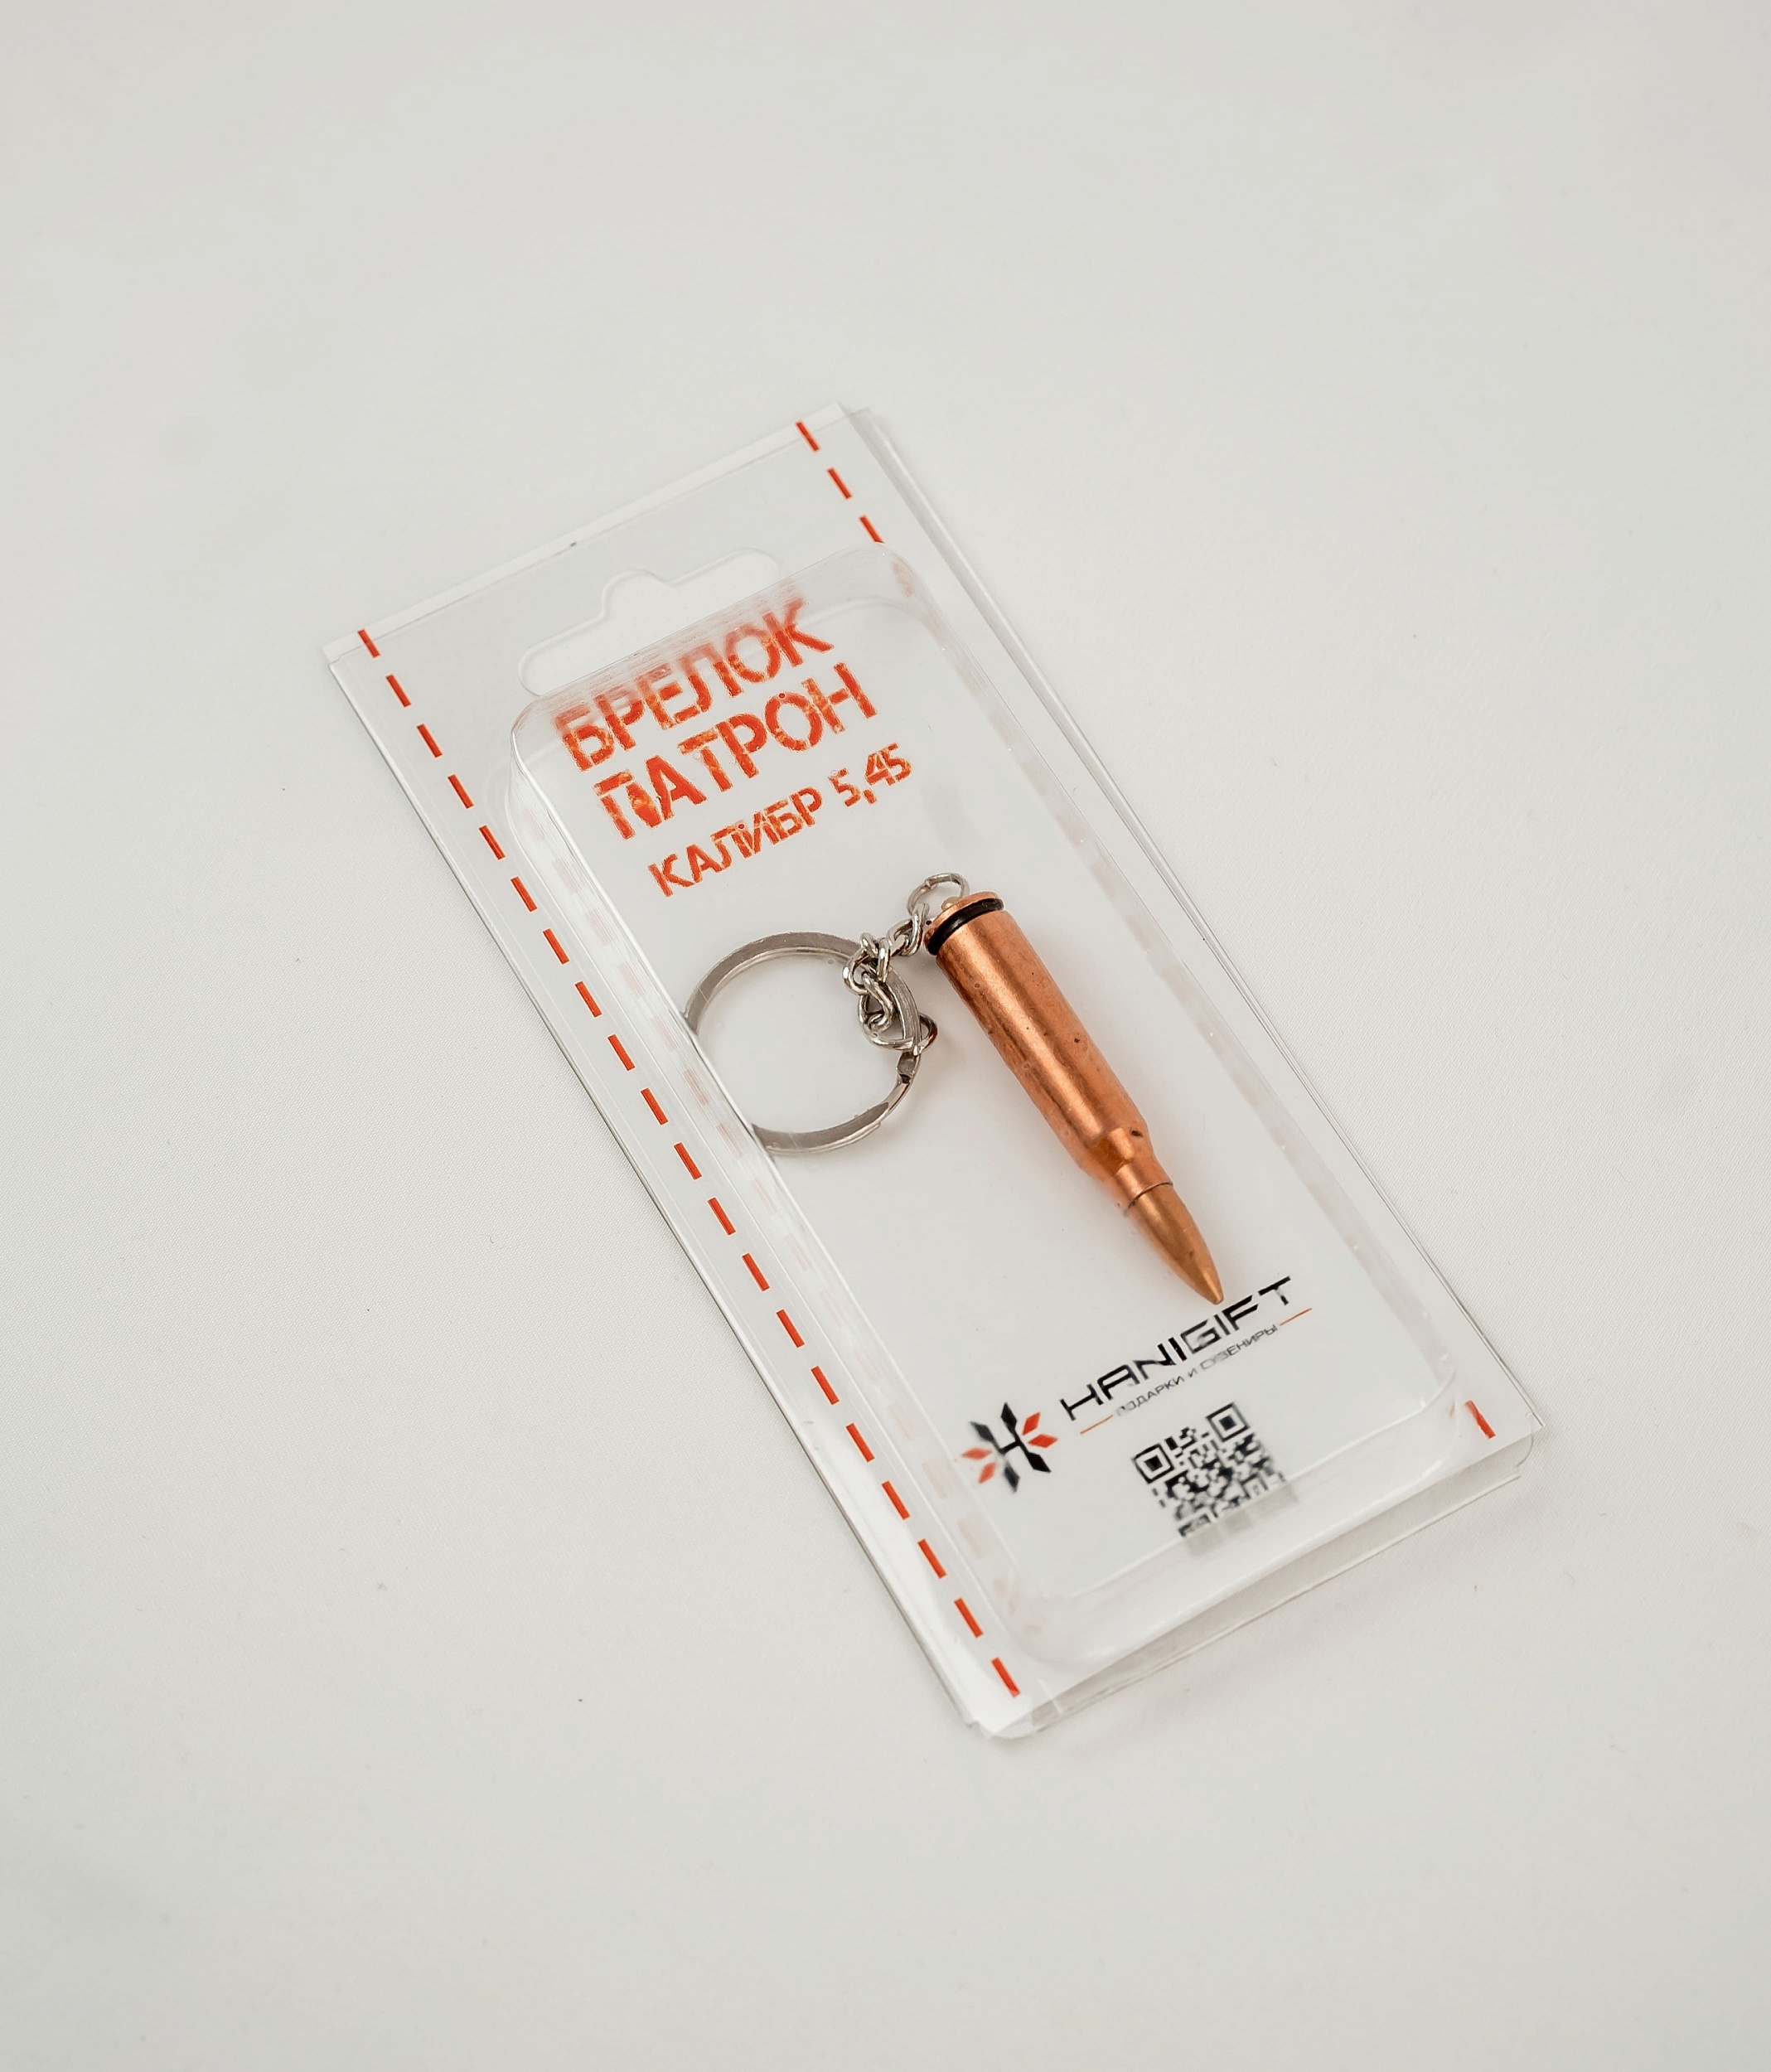 БРЕЛОК
ПАТРОН
КАЛИБР 5,45
HANIGIFT
ПОДАРКИ И СУВЕНИРЫ